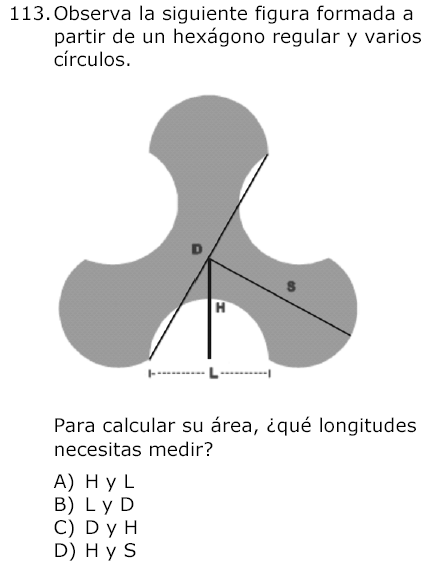 113. Observa la siguiente figura formada a
partir de un hexágono regular y varios
círculos.
D
S
H
L
Para calcular su área, ¿qué longitudes
necesitas medir?
A) H y L
B) L y D
C) D y H
D) H y S